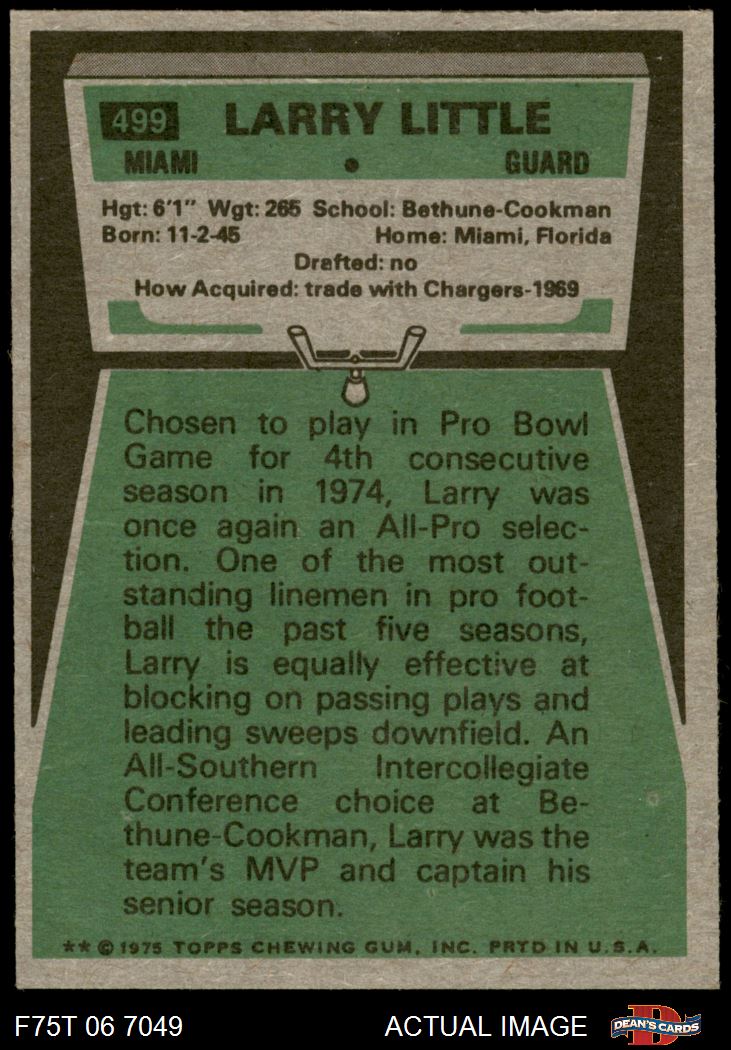 499 LARRY LITTLE
MIAMI • GUARD
Hgt: 6'1" Wgt: 265 School: Bethune-Cookman
Born: 11-2-45 Home: Miami, Florida
Drafted: no
How Acquired: trade with Chargers-1969
Chosen to play in Pro Bowl
Game for 4th consecutive
season in 1974, Larry was
once again an All-Pro selec-
tion. One of the most out-
standing linemen in pro foot-
ball the past five seasons,
Larry is equally effective at
blocking on passing plays and
leading sweeps downfield. An
All-Southern Intercollegiate
Conference choice at Be-
thune-Cookman, Larry was the
team's MVP and captain his
senior season.
** © 1975 TOPPS CHEWING GUM, INC. PRTD IN U.S.A.
F75T 06 7049 ACTUAL IMAGE D DEAN'S CARDS